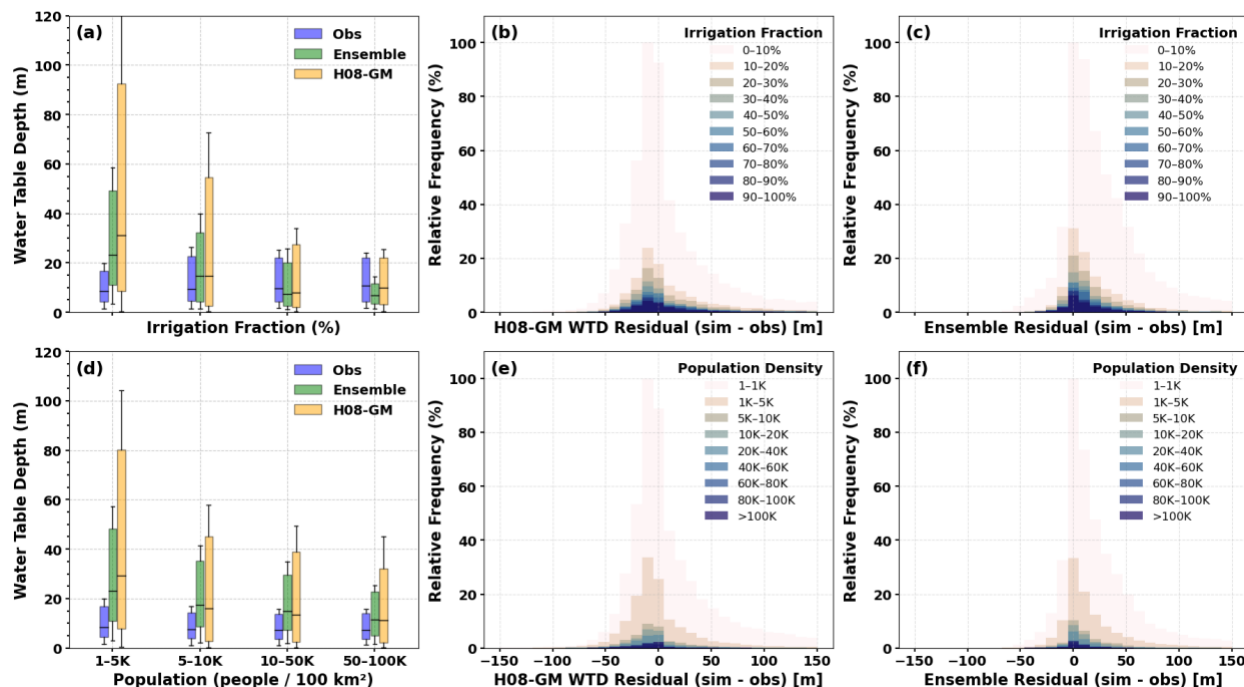 (a)
Obs
Ensemble
H08-GM
120
100
80
60
40
20
0
Water Table Depth (m)
Irrigation Fraction (%)
(b)
Irrigation Fraction
0–10%
10–20%
20–30%
30–40%
40–50%
50–60%
60–70%
70–80%
80–90%
90–100%
100
80
60
40
20
0
Relative Frequency (%)
H08-GM WTD Residual (sim - obs) [m]
(c)
Irrigation Fraction
0–10%
10–20%
20–30%
30–40%
40–50%
50–60%
60–70%
70–80%
80–90%
90–100%
100
80
60
40
20
0
Relative Frequency (%)
Ensemble Residual (sim - obs) [m]
(d)
Obs
Ensemble
H08-GM
120
100
80
60
40
20
0
Water Table Depth (m)
1–5K 5–10K 10–50K 50–100K
Population (people / 100 km²)
(e)
Population Density
1–1K
1K–5K
5K–10K
10K–20K
20K–40K
40K–60K
60K–80K
80K–100K
>100K
100
80
60
40
20
0
Relative Frequency (%)
−150 −100 −50 0 50 100 150
H08-GM WTD Residual (sim - obs) [m]
(f)
Population Density
1–1K
1K–5K
5K–10K
10K–20K
20K–40K
40K–60K
60K–80K
80K–100K
>100K
100
80
60
40
20
0
Relative Frequency (%)
−150 −100 −50 0 50 100 150
Ensemble Residual (sim - obs) [m]